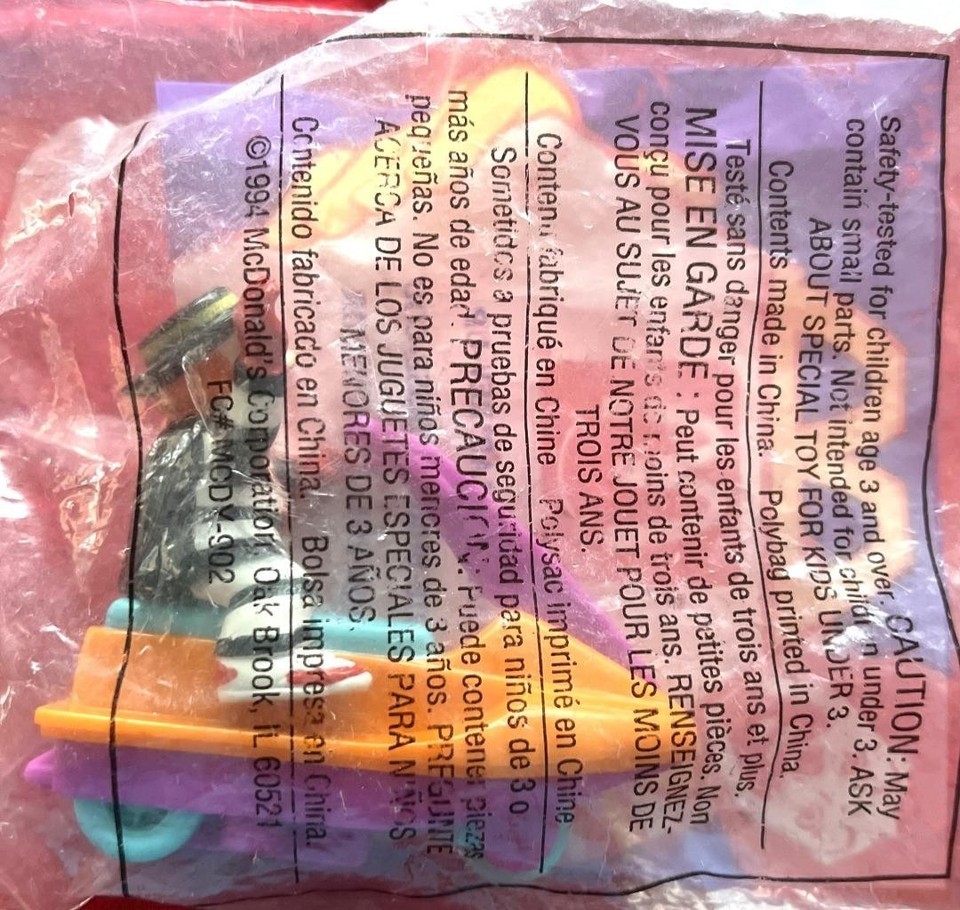 Safety-tested for children age 3 and over. CAUTION: May
contain small parts. Not intended for children under 3. ASK
ABOUT SPECIAL TOY FOR KIDS UNDER 3.
Contents made in China. Polybag printed in China.
Testé sans danger pour les enfants de trois ans et plus.
MISE EN GARDE : Peut contenir de petites pièces. Non
conçu pour les enfants de moins de trois ans. RENSEIGNEZ-
VOUS AU SUJET DE NOTRE JOUET POUR LES MOINS DE
TROIS ANS.
Contenu fabriqué en Chine Polysac imprimé en Chine
Sometidos a pruebas de seguridad para niños de 3 o
más años de edad. PRECAUCION: Puede contener piezas
pequeñas. No es para niños menores de 3 años. PREGUNTE
ACERCA DE LOS JUGUETES ESPECIALES PARA NIÑOS
MENORES DE 3 AÑOS.
Contenido fabricado en China. Bolsa impresa en China.
©1994 McDonald's Corporation, Oak Brook, IL 60521
FC# MCDY-902